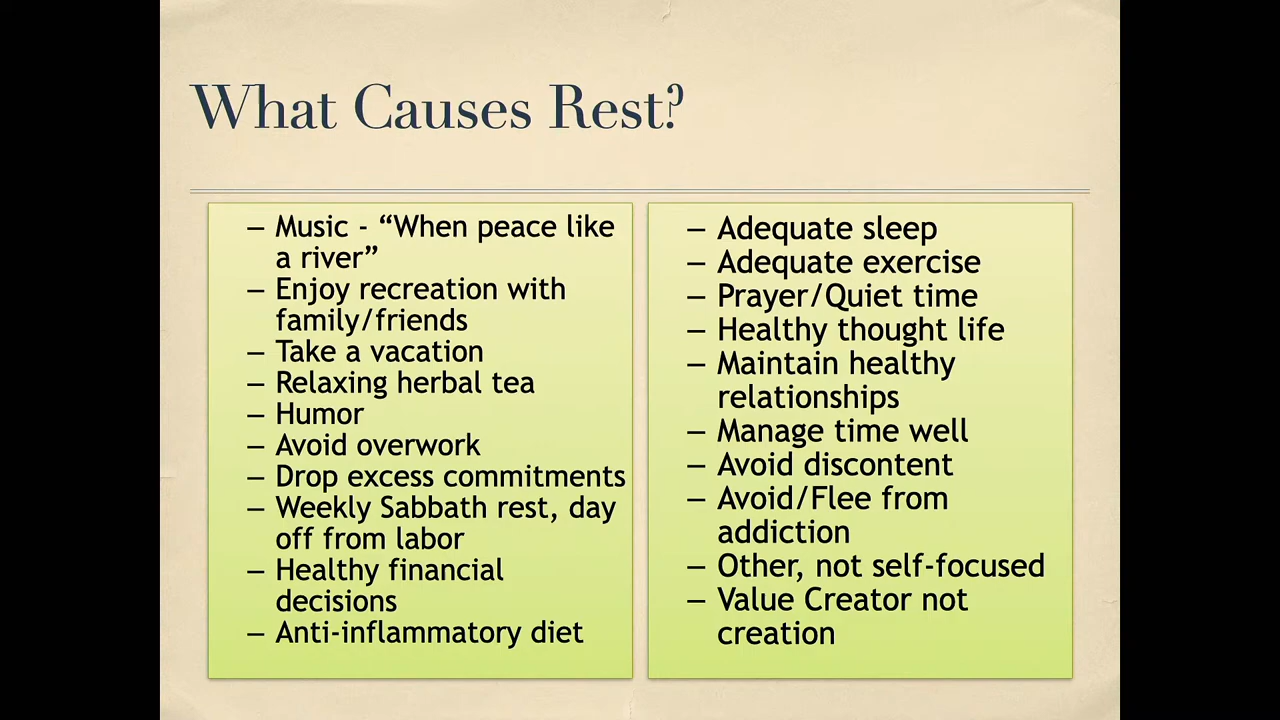 What Causes Rest?
– Music - “When peace like
a river”
– Enjoy recreation with
family/friends
– Take a vacation
– Relaxing herbal tea
– Humor
– Avoid overwork
– Drop excess commitments
– Weekly Sabbath rest, day
off from labor
– Healthy financial
decisions
– Anti-inflammatory diet
– Adequate sleep
– Adequate exercise
– Prayer/Quiet time
– Healthy thought life
– Maintain healthy
relationships
– Manage time well
– Avoid discontent
– Avoid/Flee from
addiction
– Other, not self-focused
– Value Creator not
creation